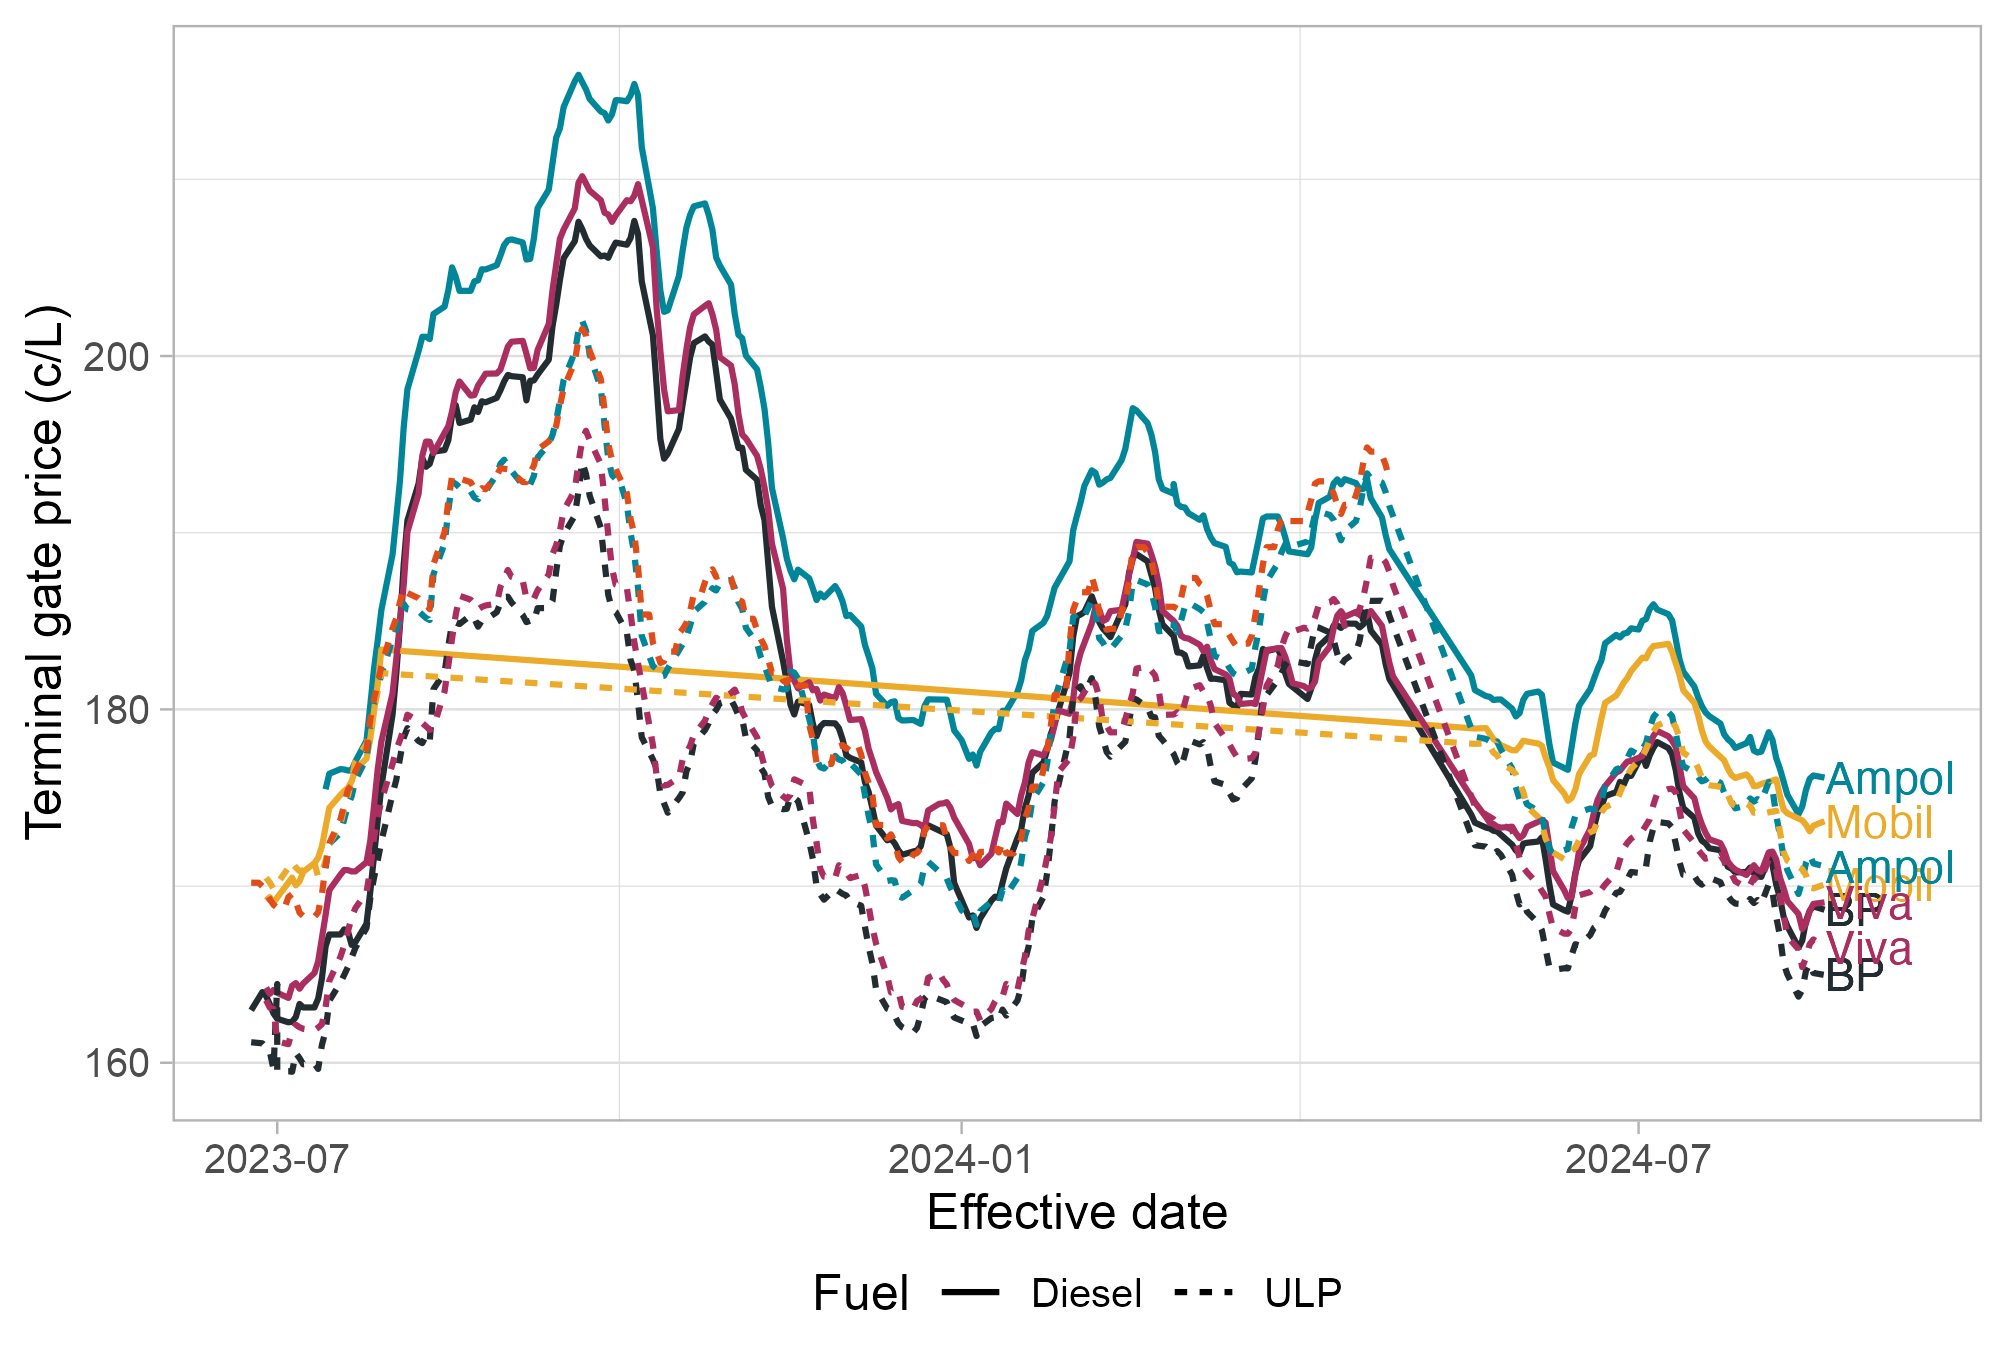 Terminal gate price (c/L)
200
180
160
Ampol
Mobil
Ampol
Mobil
Viva
BP
Viva
BP
2023-07
2024-01
2024-07
Effective date
Fuel Diesel ULP